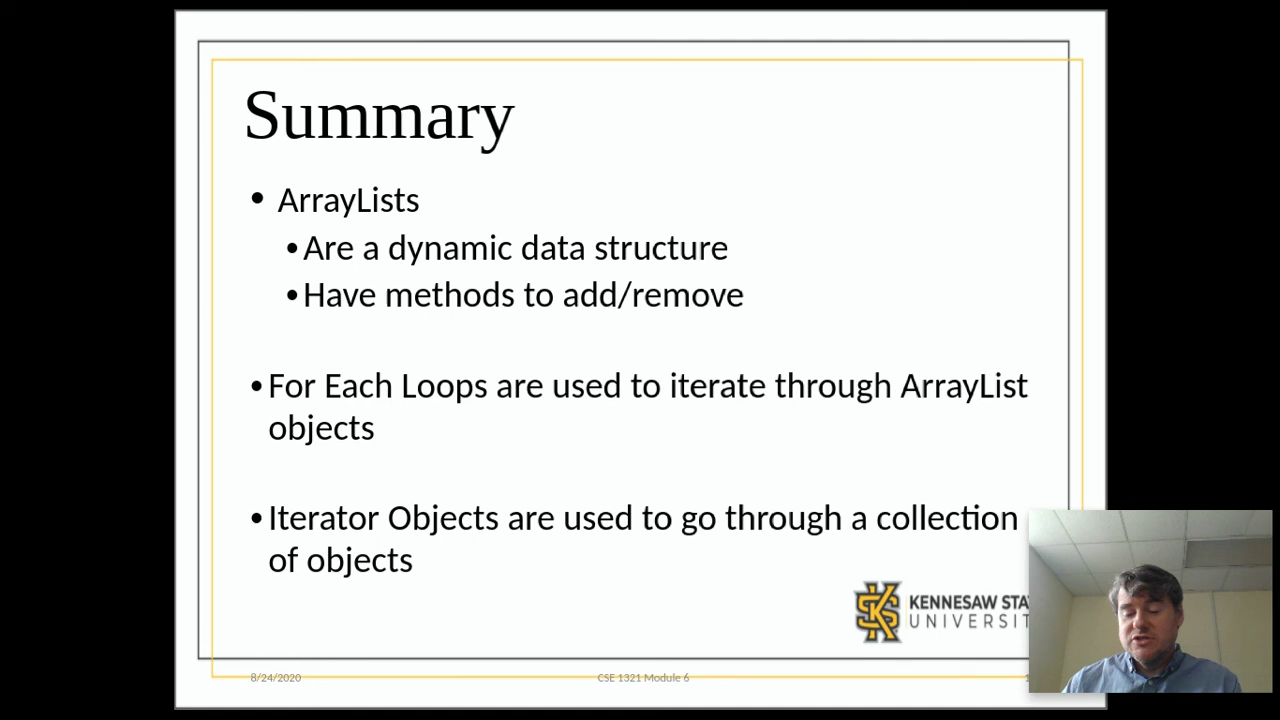 Summary
• ArrayLists
• Are a dynamic data structure
• Have methods to add/remove
• For Each Loops are used to iterate through ArrayList
objects
• Iterator Objects are used to go through a collection
of objects
KENNESAW STA
UNIVERSIT
8/24/2020
CSE 1321 Module 6